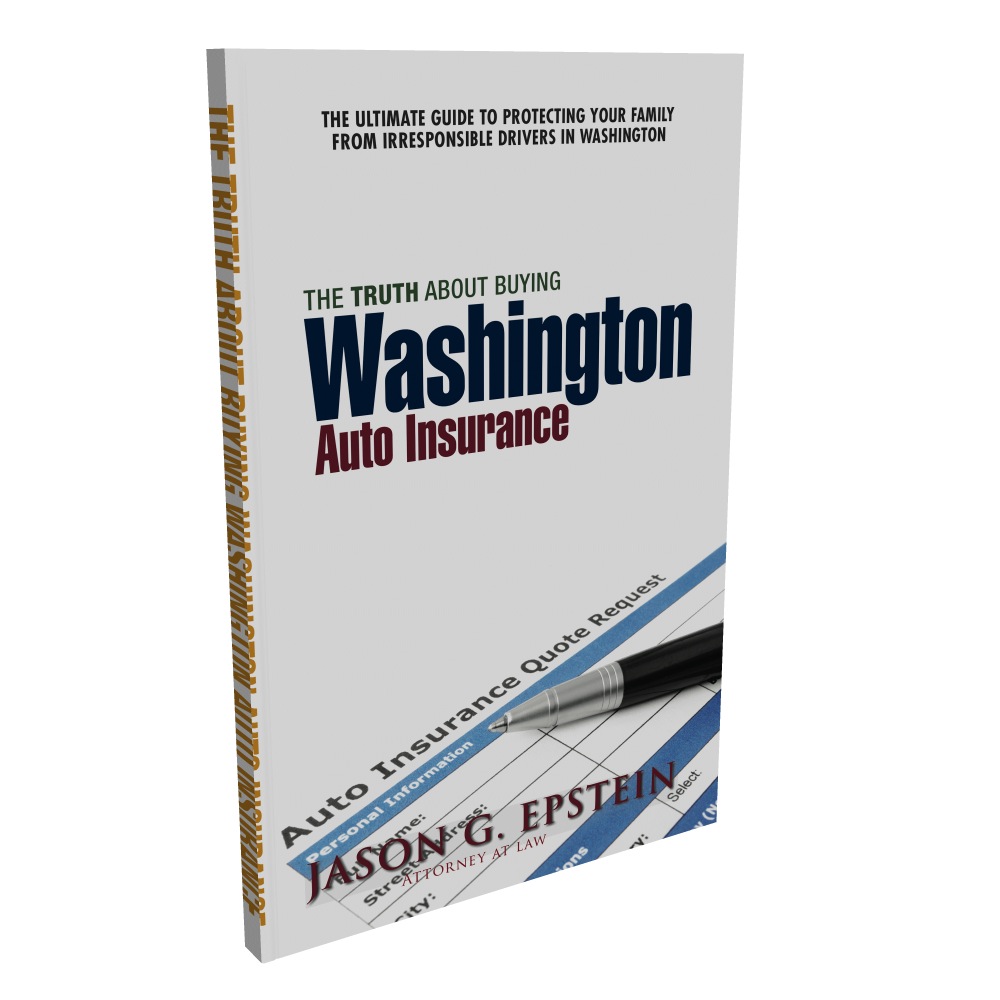 THE TRUTH ABOUT BUYING WASHINGTON AUTO INSURANCE
THE ULTIMATE GUIDE TO PROTECTING YOUR FAMILY
FROM IRRESPONSIBLE DRIVERS IN WASHINGTON
THE TRUTH ABOUT BUYING
Washington
Auto Insurance
Auto Insurance Quote Request
Personal Information
Full Name:
Street Address:
City:
Select:
JASON G. EPSTEIN
ATTORNEY AT LAW